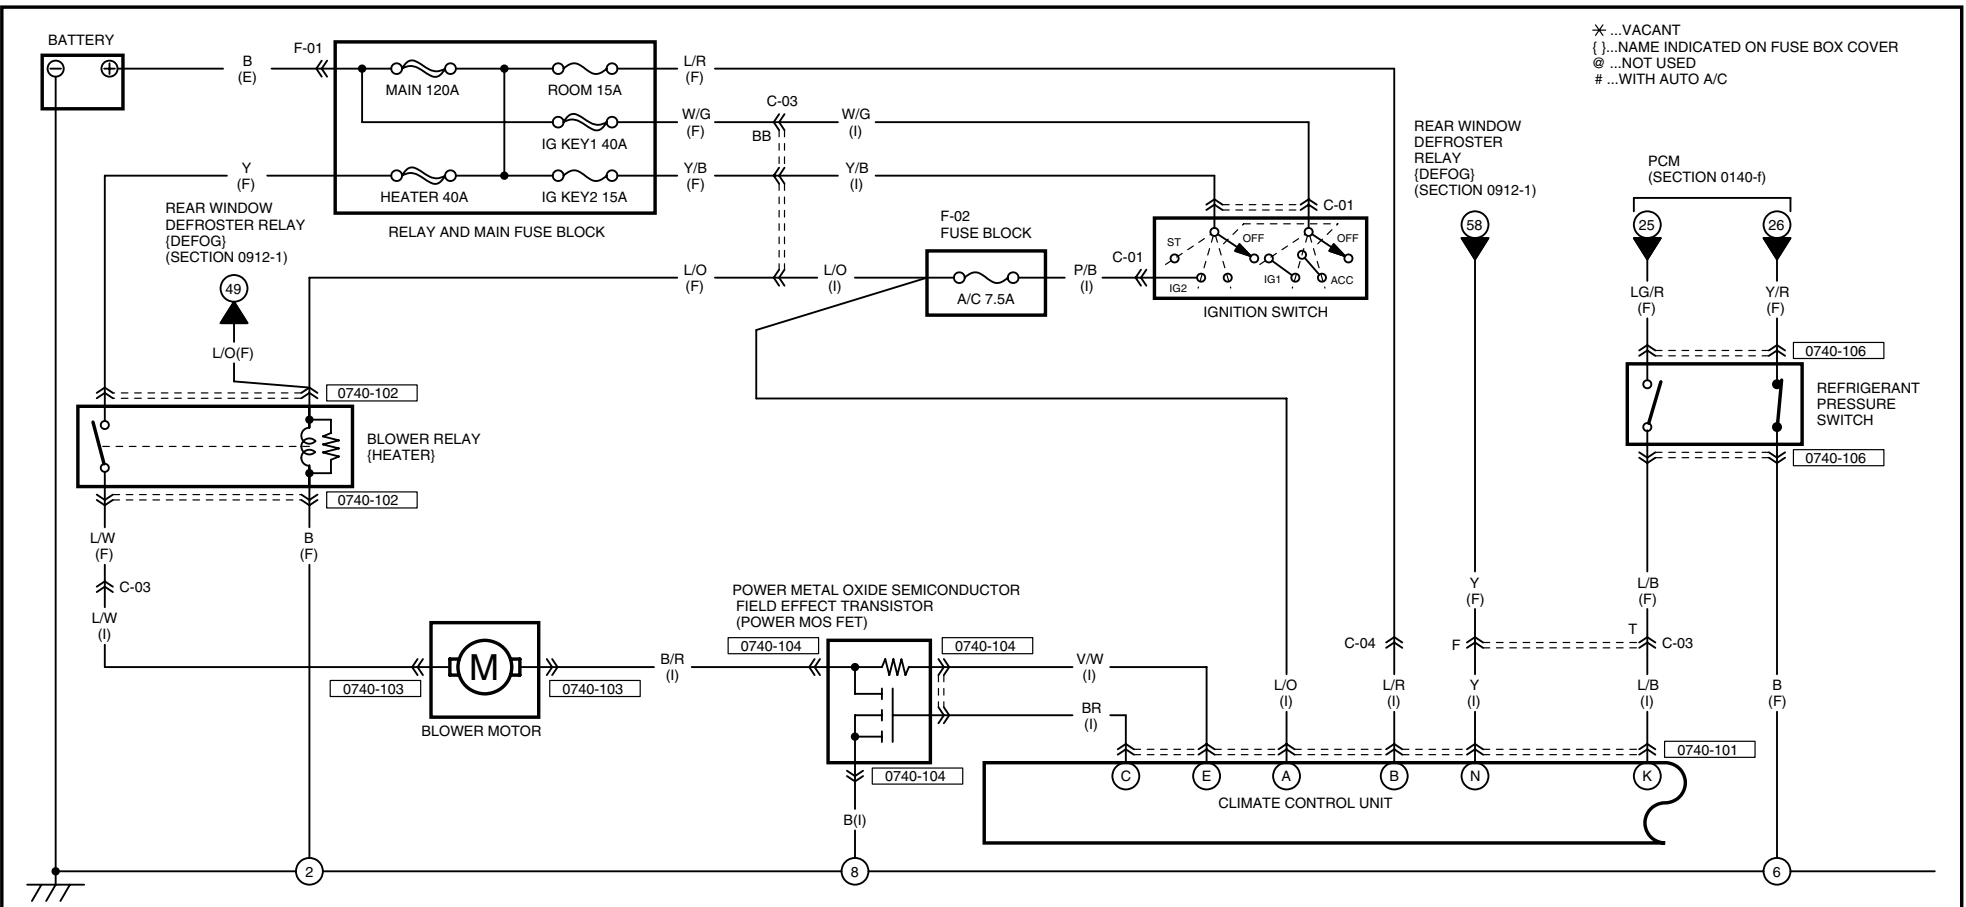 BATTERY
B
(E)
F-01
MAIN 120A
ROOM 15A
IG KEY1 40A
HEATER 40A
IG KEY2 15A
RELAY AND MAIN FUSE BLOCK
L/R
(F)
W/G
(F)
C-03
BB
W/G
(I)
Y/B
(F)
Y/B
(I)
✳ ...VACANT
{ }...NAME INDICATED ON FUSE BOX COVER
@ ...NOT USED
# ...WITH AUTO A/C
Y
(F)
REAR WINDOW
DEFROSTER RELAY
{DEFOG}
(SECTION 0912-1)
49
L/O(F)
L/O
(F)
L/O
(I)
F-02
FUSE BLOCK
A/C 7.5A
P/B
(I)
C-01
C-01
ST
OFF
OFF
IG2
IG1
ACC
IGNITION SWITCH
REAR WINDOW
DEFROSTER
RELAY
{DEFOG}
(SECTION 0912-1)
58
PCM
(SECTION 0140-f)
25
26
LG/R
(F)
Y/R
(F)
0740-106
REFRIGERANT
PRESSURE
SWITCH
0740-106
0740-102
BLOWER RELAY
{HEATER}
0740-102
L/W
(F)
B
(F)
C-03
L/W
(I)
0740-103
M
0740-103
BLOWER MOTOR
B/R
(I)
POWER METAL OXIDE SEMICONDUCTOR
FIELD EFFECT TRANSISTOR
(POWER MOS FET)
0740-104
0740-104
0740-104
V/W
(I)
BR
(I)
B(I)
L/O
(I)
C-04
L/R
(I)
Y
(F)
F
Y
(I)
L/B
(F)
T
C-03
L/B
(I)
B
(F)
0740-101
C
E
A
B
N
K
CLIMATE CONTROL UNIT
2
8
6